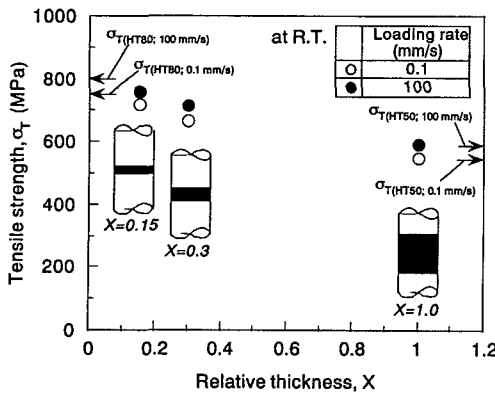 1000
800
600
400
200
0
Tensile strength, σT (MPa)
σT(HT80; 100 mm/s)
σT(HT80; 0.1 mm/s)
at R.T.
Loading rate
(mm/s)
0.1
100
σT(HT50; 100 mm/s)
σT(HT50; 0.1 mm/s)
X=0.15
X=0.3
X=1.0
0 0.2 0.4 0.6 0.8 1 1.2
Relative thickness, X